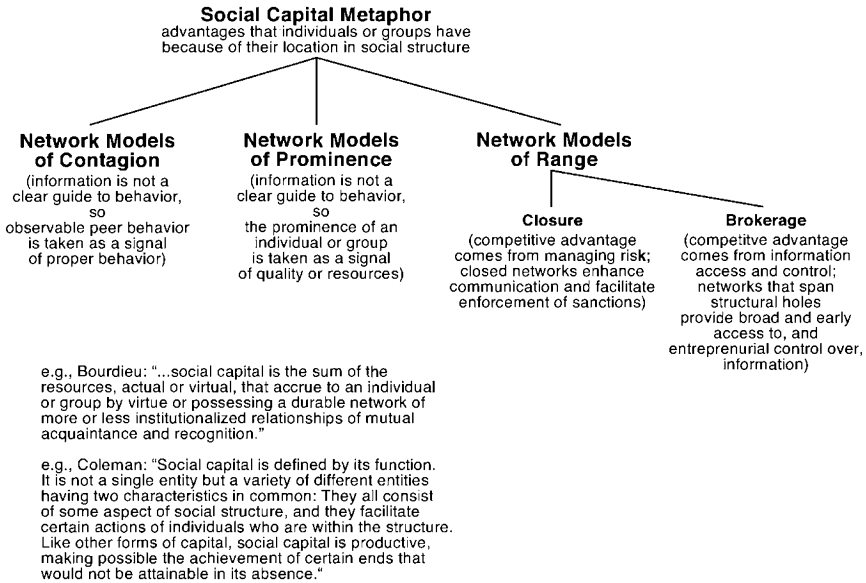 Social Capital Metaphor
advantages that individuals or groups have
because of their location in social structure
Network Models
of Contagion
(information is not a
clear guide to behavior,
so
observable peer behavior
is taken as a signal
of proper behavior)
Network Models
of Prominence
(information is not a
clear guide to behavior,
so
the prominence of an
individual or group
is taken as a signal
of quality or resources)
Network Models
of Range
Closure
(competitive advantage
comes from managing risk;
closed networks enhance
communication and facilitate
enforcement of sanctions)
Brokerage
(competitve advantage
comes from information
access and control;
networks that span
structural holes
provide broad and early
access to, and
entreprenurial control over,
information)
e.g., Bourdieu: "...social capital is the sum of the
resources, actual or virtual, that accrue to an individual
or group by virtue or possessing a durable network of
more or less institutionalized relationships of mutual
acquaintance and recognition."
e.g., Coleman: "Social capital is defined by its function.
It is not a single entity but a variety of different entities
having two characteristics in common: They all consist
of some aspect of social structure, and they facilitate
certain actions of individuals who are within the structure.
Like other forms of capital, social capital is productive,
making possible the achievement of certain ends that
would not be attainable in its absence."